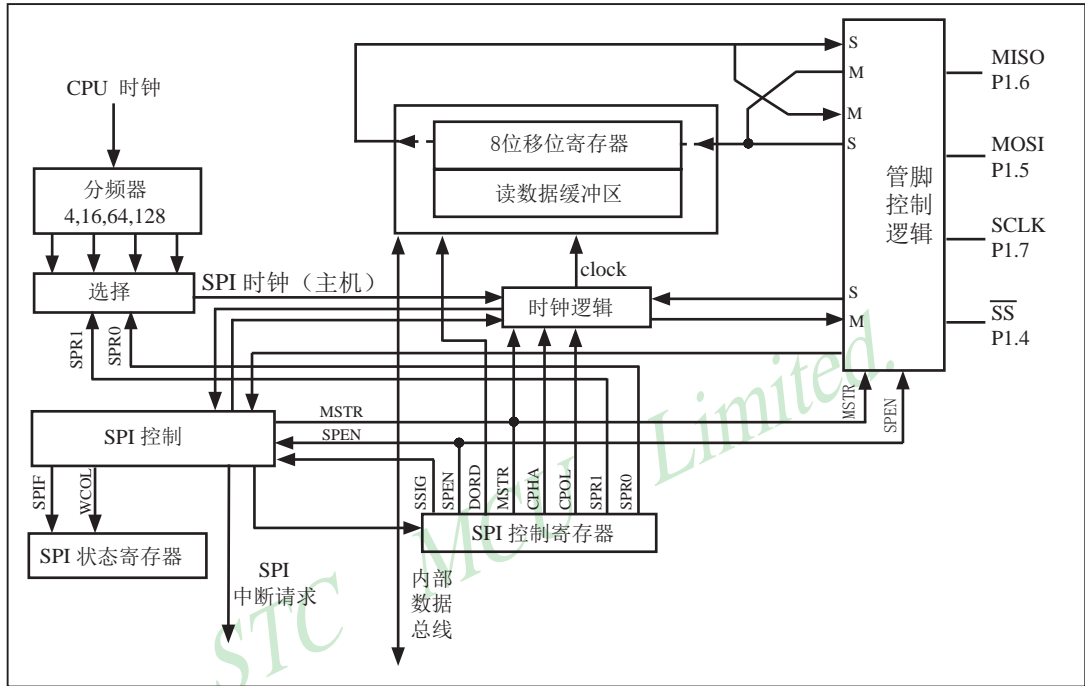 CPU 时钟
分频器
4,16,64,128
选择
SPI 时钟（主机）
SPR1
SPR0
8位移位寄存器
读数据缓冲区
clock
时钟逻辑
S
M
M
S
S
M
管脚
控制
逻辑
MISO
P1.6
MOSI
P1.5
SCLK
P1.7
SS
P1.4
MSTR
SPEN
SPI 控制
MSTR
SPEN
SPIF
WCOL
SPI 状态寄存器
SPI
中断请求
SSIG
SPEN
DORD
MSTR
CPHA
CPOL
SPR1
SPR0
SPI 控制寄存器
内部
数据
总线
STC MCU Limited.